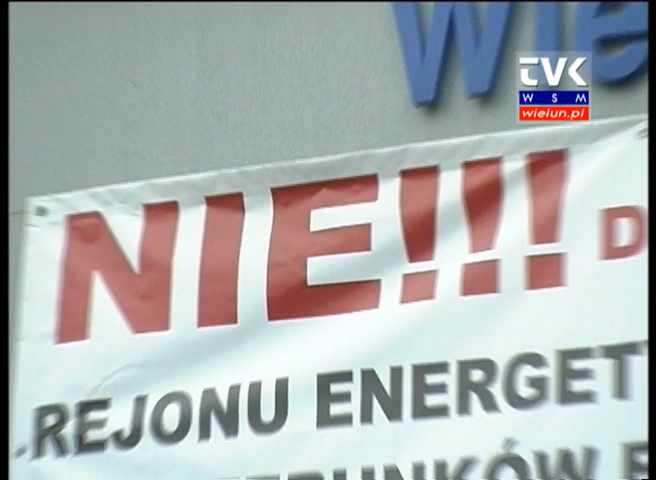 Wie
tVK
WSM
wielun.pl
NIE!!! D
REJONU ENERGET